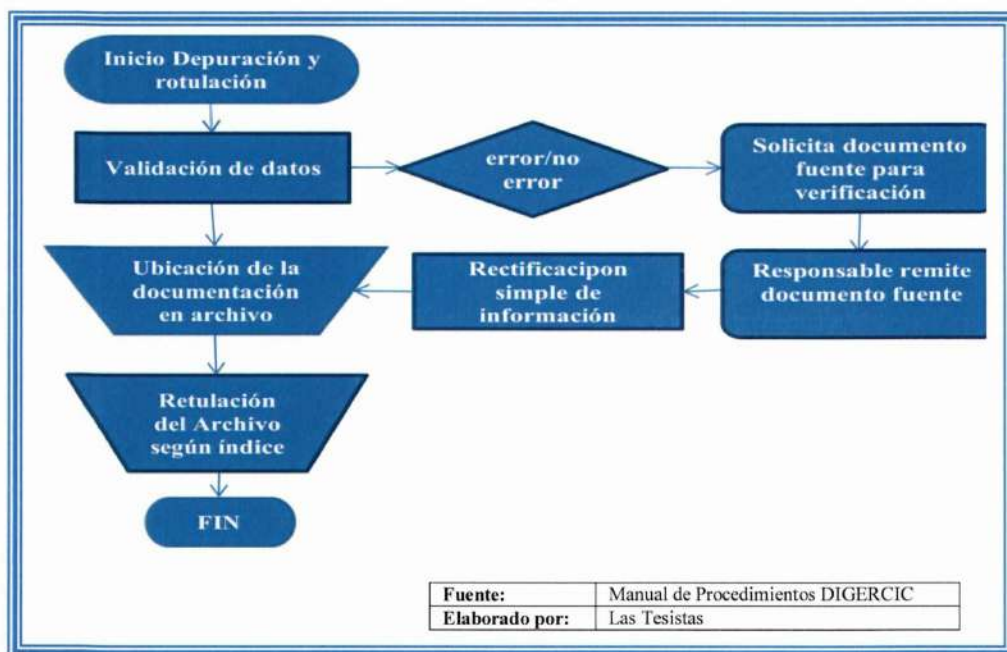 Inicio Depuración y
rotulación
Validación de datos
error/no
error
Solicita documento
fuente para
verificación
Ubicación de la
documentación
en archivo
Rectificacipon
simple de
información
Responsable remite
documento fuente
Retulación
del Archivo
según índice
FIN
Fuente: Manual de Procedimientos DIGERCIC
Elaborado por: Las Tesistas